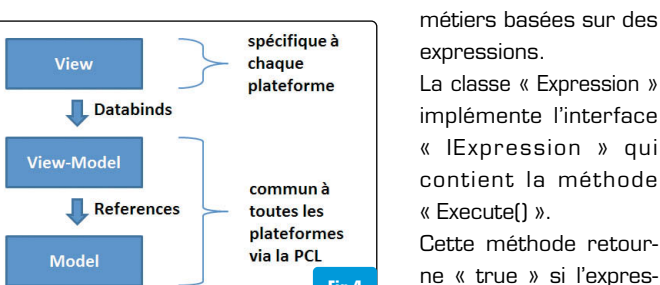 View
spécifique à
chaque
plateforme
Databinds
View-Model
References
commun à
toutes les
plateformes
via la PCL
Model
métiers basées sur des
expressions.
La classe « Expression »
implémente l'interface
« IExpression » qui
contient la méthode
« Execute() ».
Cette méthode retour-
ne « true » si l'expres-